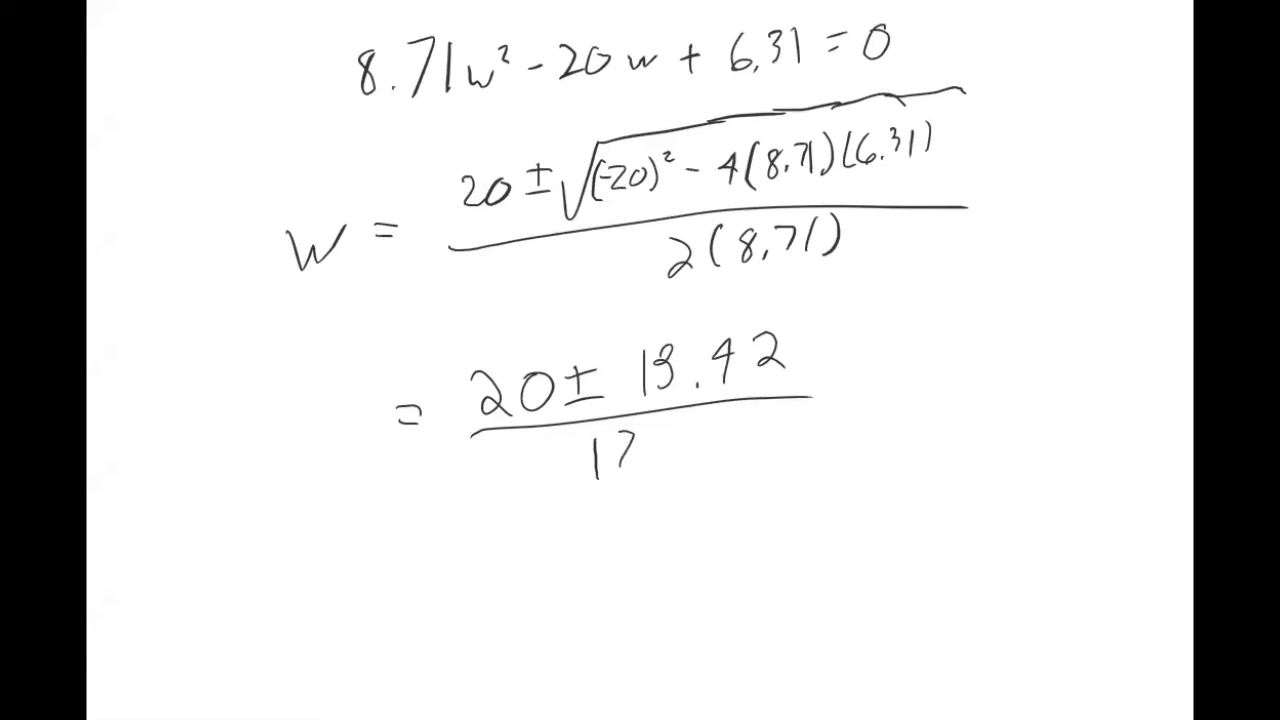 8.71w² - 20w + 6.31 = 0
w = 20 ± √(-20)² - 4(8.71)(6.31)
2(8.71)
= 20 ± 13.42
17